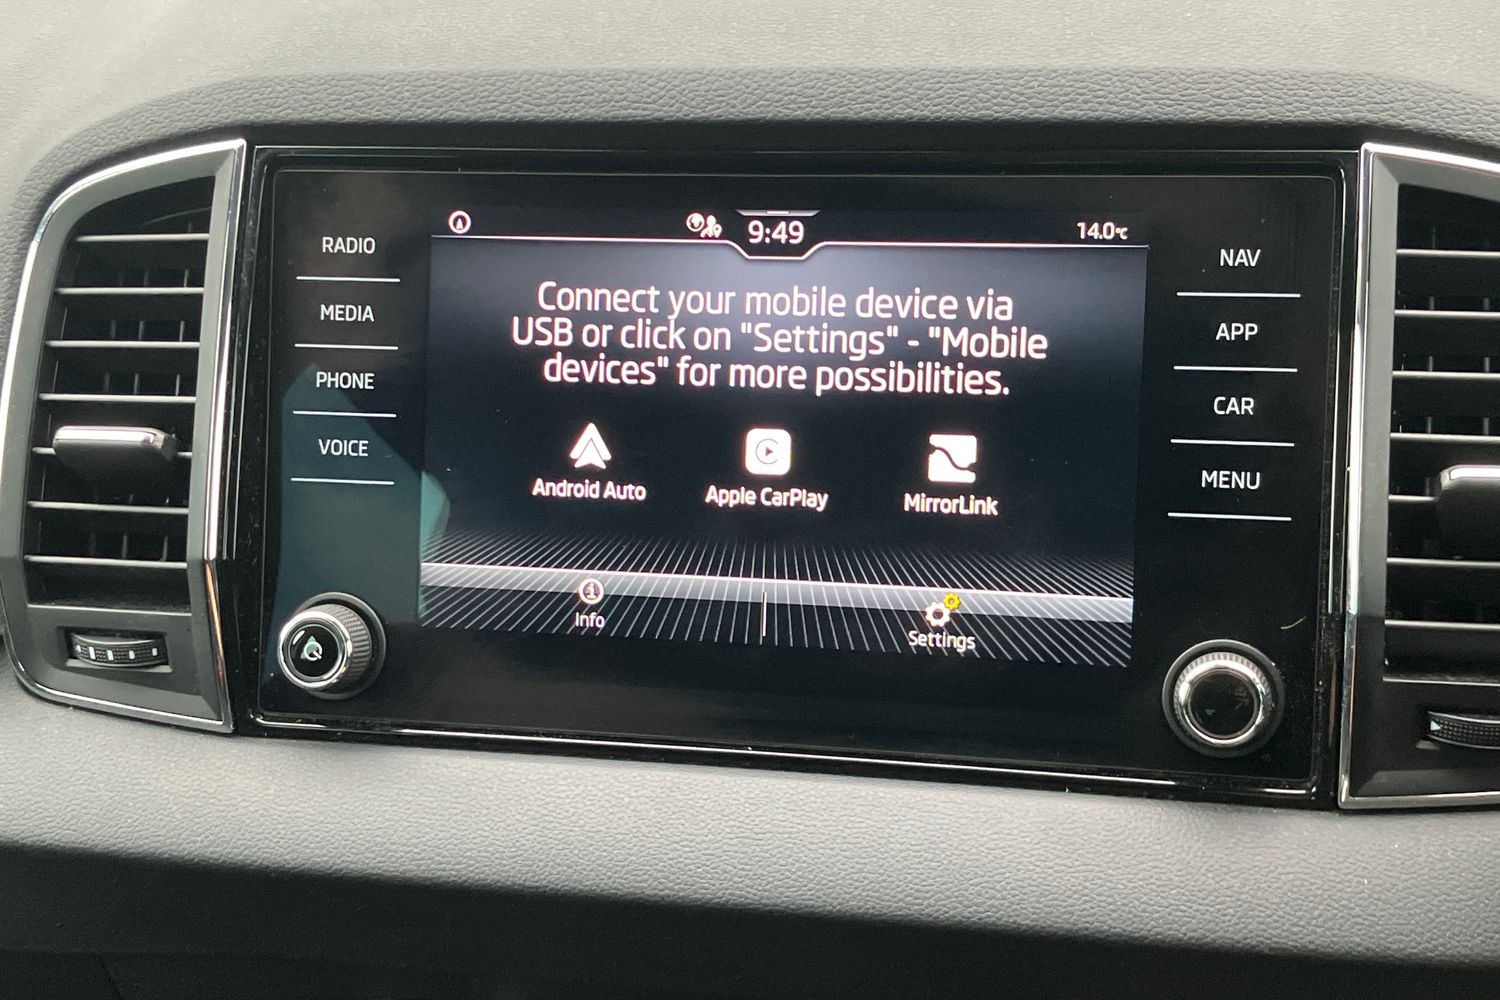 RADIO
MEDIA
PHONE
VOICE
9:49
14.0°C
Connect your mobile device via
USB or click on "Settings" - "Mobile
devices" for more possibilities.
Android Auto
Apple CarPlay
MirrorLink
Info
Settings
NAV
APP
CAR
MENU